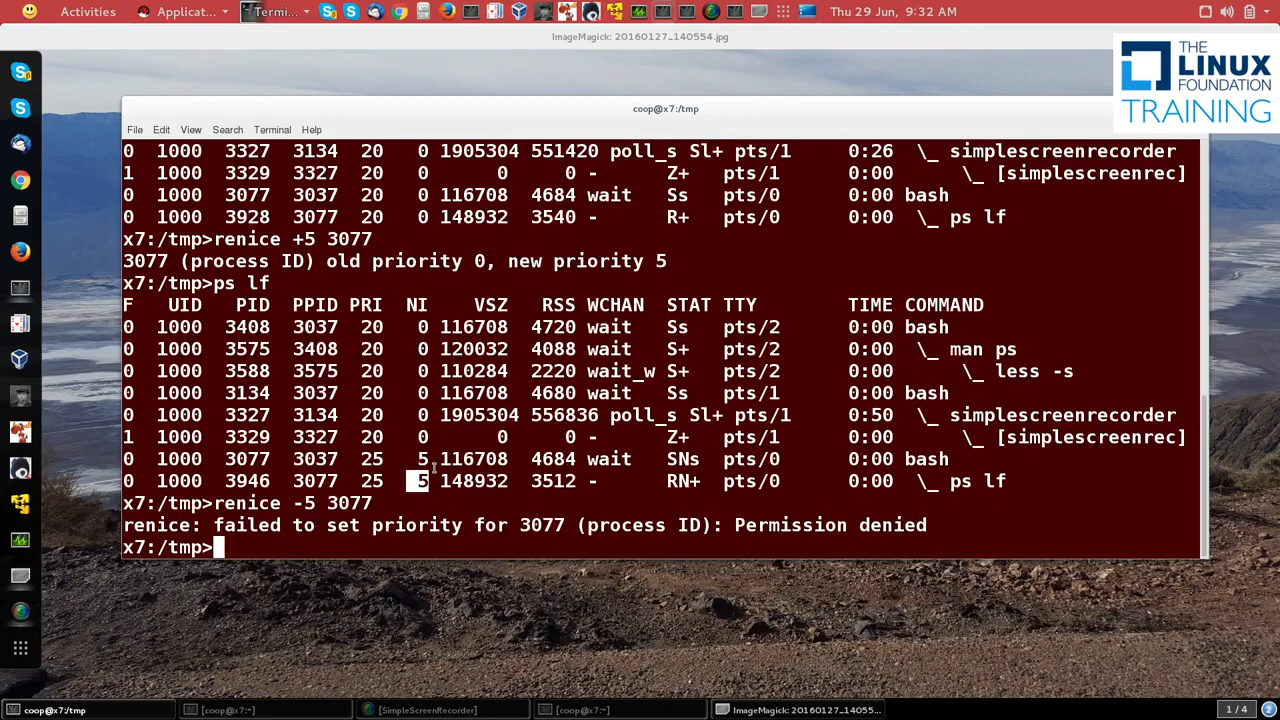 Activities Applicat... Termi... Thu 29 Jun, 9:32 AM
ImageMagick: 20160127_140554.jpg
THE
LINUX
FOUNDATION
TRAINING
coop@x7:/tmp
File Edit View Search Terminal Help
0 1000 3327 3134 20 0 1905304 551420 poll_s Sl+ pts/1 0:26 \_ simplescreenrecorder
1 1000 3329 3327 20 0 0 0 - Z+ pts/1 0:00 \_ [simplescreenrec]
0 1000 3077 3037 20 0 116708 4684 wait Ss pts/0 0:00 bash
0 1000 3928 3077 20 0 148932 3540 - R+ pts/0 0:00 \_ ps lf
x7:/tmp>renice +5 3077
3077 (process ID) old priority 0, new priority 5
x7:/tmp>ps lf
F UID PID PPID PRI NI VSZ RSS WCHAN STAT TTY TIME COMMAND
0 1000 3408 3037 20 0 116708 4720 wait Ss pts/2 0:00 bash
0 1000 3575 3408 20 0 120032 4088 wait S+ pts/2 0:00 \_ man ps
0 1000 3588 3575 20 0 110284 2220 wait_w S+ pts/2 0:00 \_ less -s
0 1000 3134 3037 20 0 116708 4680 wait Ss pts/1 0:00 bash
0 1000 3327 3134 20 0 1905304 556836 poll_s Sl+ pts/1 0:50 \_ simplescreenrecorder
1 1000 3329 3327 20 0 0 0 - Z+ pts/1 0:00 \_ [simplescreenrec]
0 1000 3077 3037 25 5 116708 4684 wait SNs pts/0 0:00 bash
0 1000 3946 3077 25 5 148932 3512 - RN+ pts/0 0:00 \_ ps lf
x7:/tmp>renice -5 3077
renice: failed to set priority for 3077 (process ID): Permission denied
x7:/tmp>
coop@x7:/tmp [coop@x7:~] [SimpleScreenRecorder] [coop@x7:~] ImageMagick: 20160127_14055... 1 / 4 2